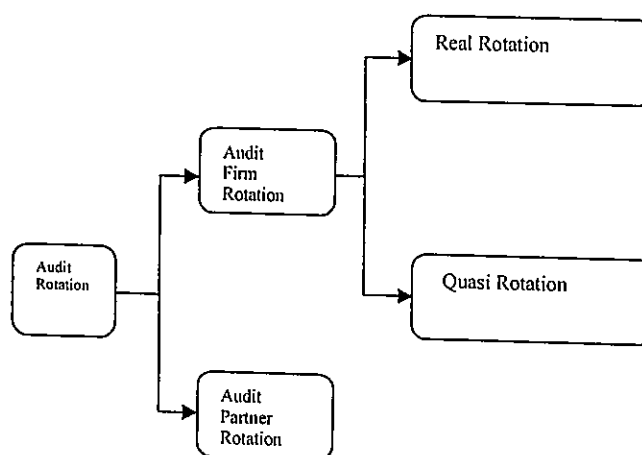 Real Rotation
Audit
Firm
Rotation
Audit
Rotation
Quasi Rotation
Audit
Partner
Rotation